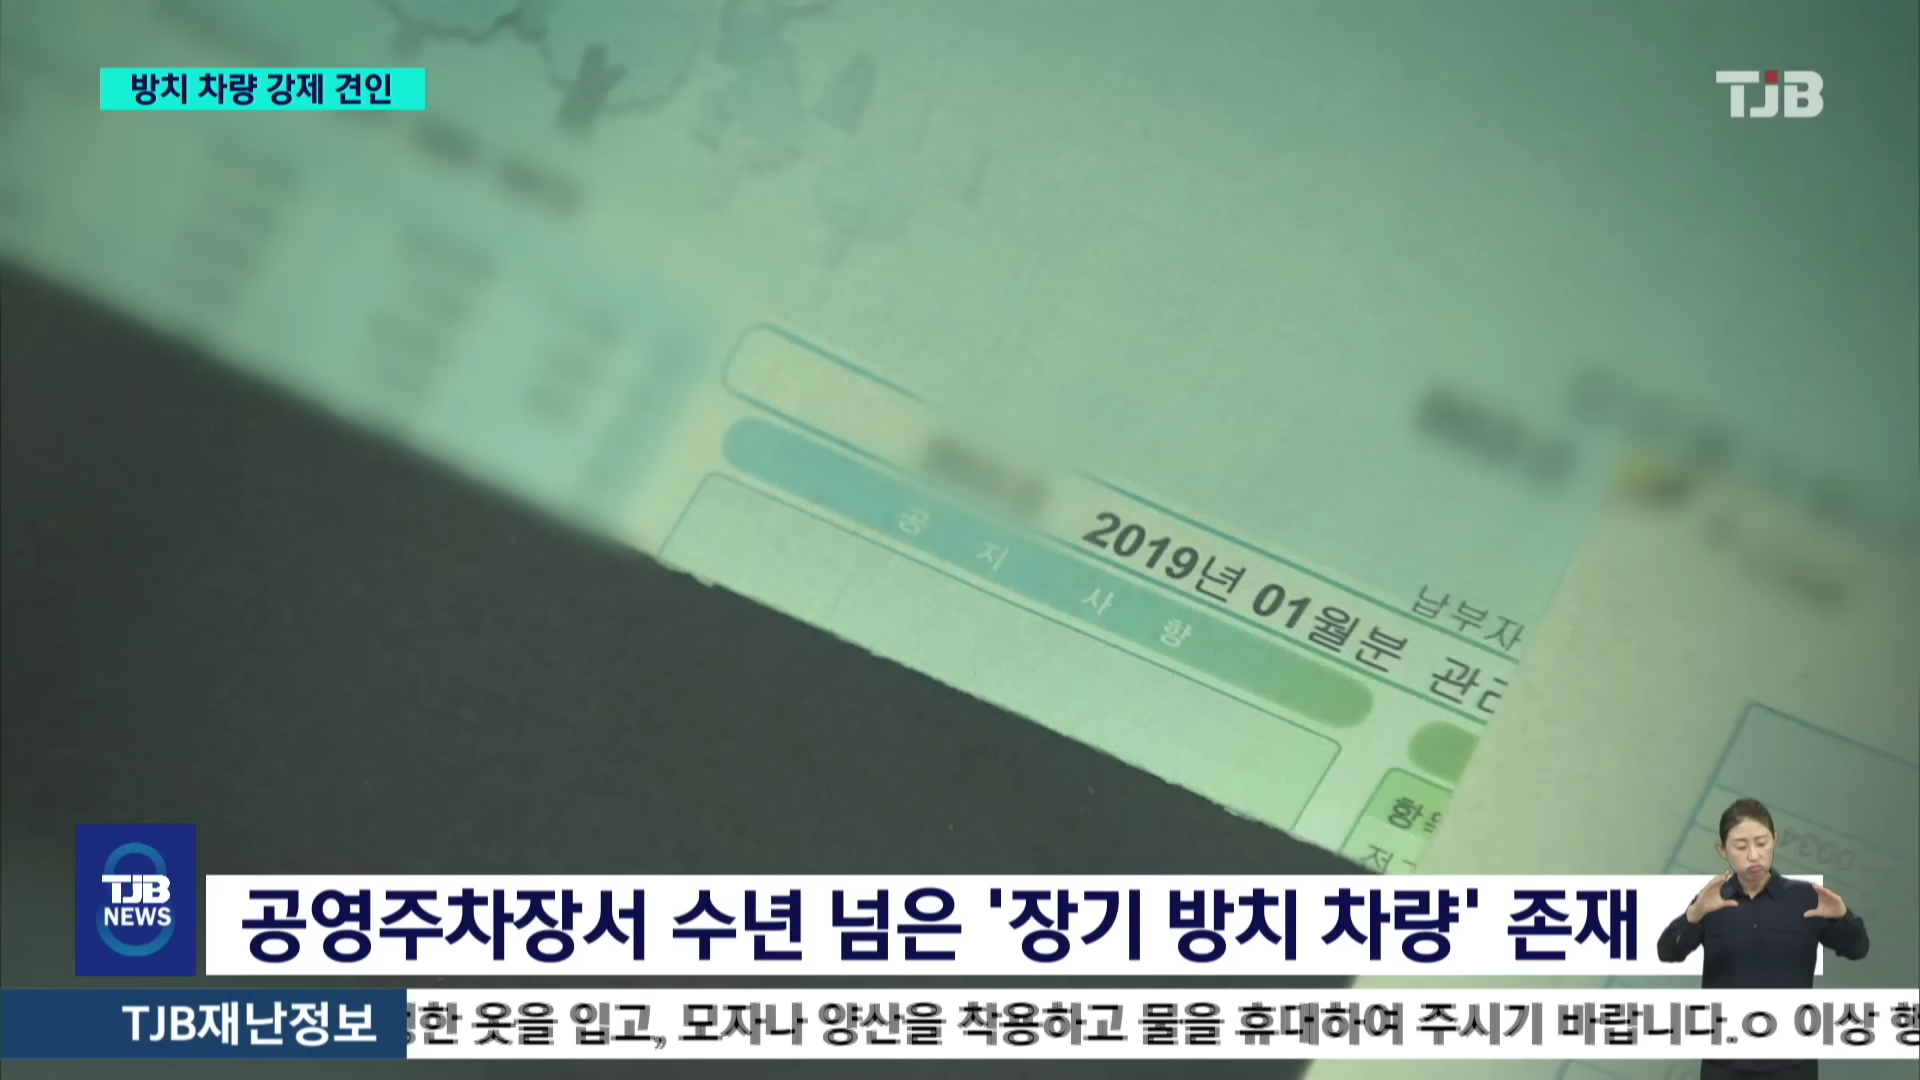 방치 차량 강제 견인
TJB
공 지 사 항
2019년 01월분
납부자
0034
TJB
NEWS
공영주차장서 수년 넘은 '장기 방치 차량' 존재
TJB재난정보
한 옷을 입고, 모자나 양산을 착용하고 물을 휴대하여 주시기 바랍니다.ㅇ 이상